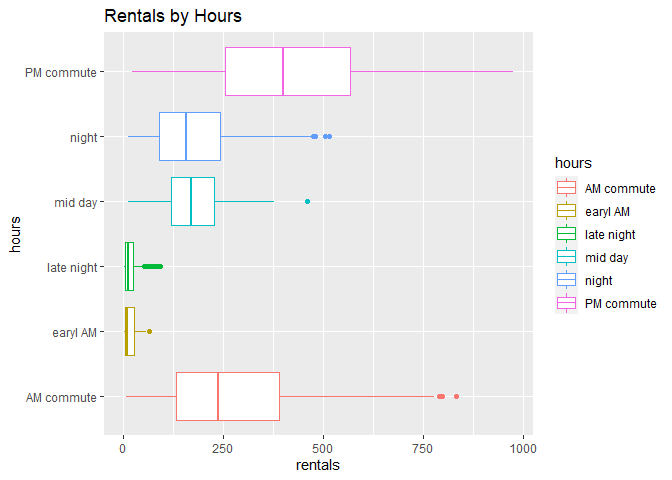 Rentals by Hours
PM commute
night
mid day
late night
earyl AM
AM commute
hours
0
250
500
750
1000
rentals
hours
AM commute
earyl AM
late night
mid day
night
PM commute